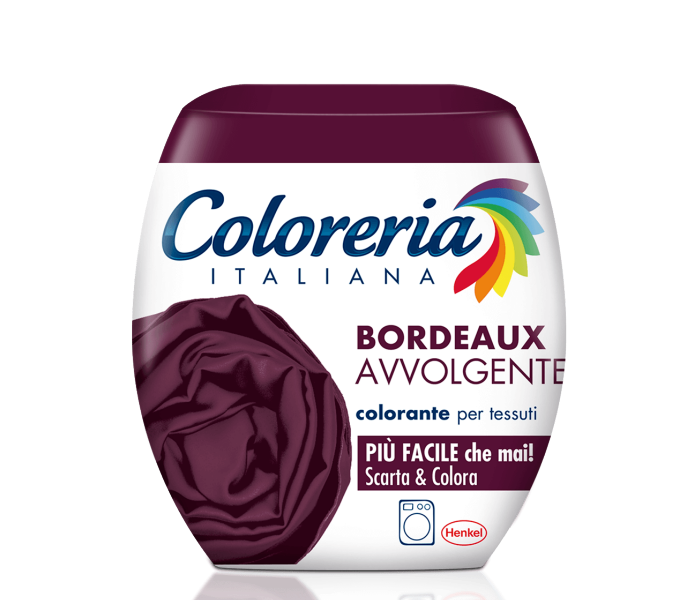 Coloreria
ITALIANA
BORDEAUX
AVVOLGENTE
colorante per tessuti
PIÙ FACILE che mai!
Scarta & Colora
Henkel